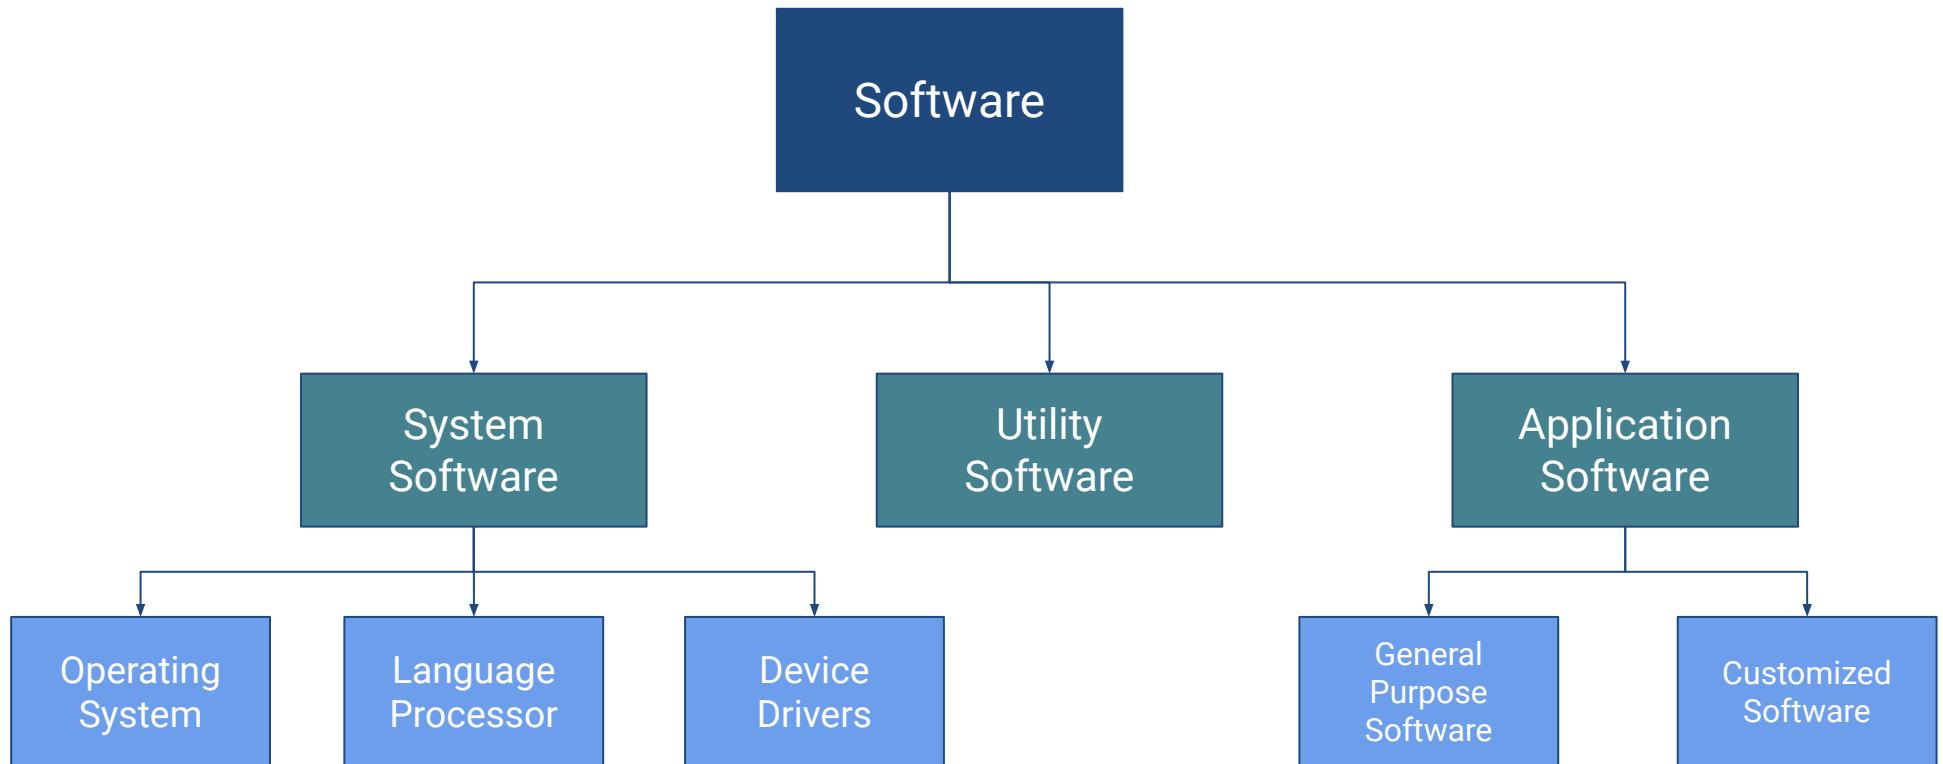 Software
System
Software
Utility
Software
Application
Software
Operating
System
Language
Processor
Device
Drivers
General
Purpose
Software
Customized
Software